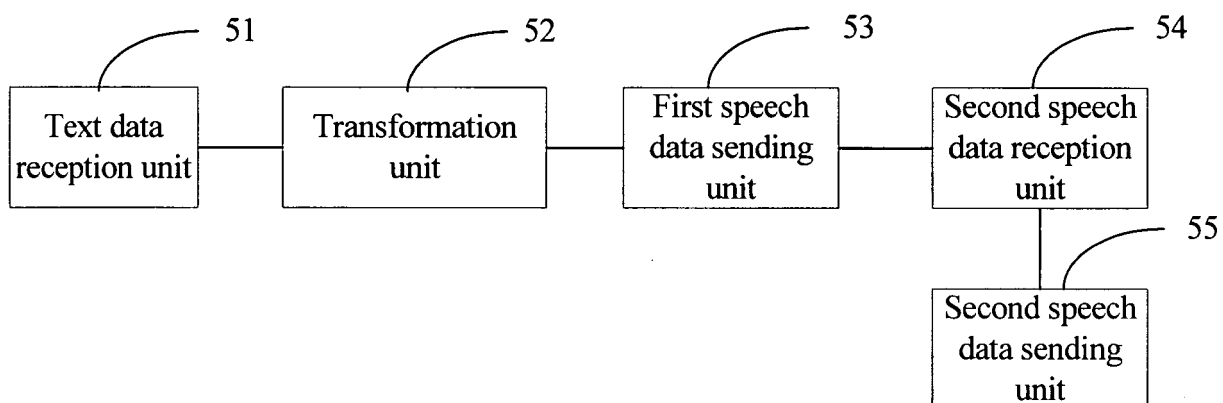 51
52
53
54
Text data
reception unit
Transformation
unit
First speech
data sending
unit
Second speech
data reception
unit
55
Second speech
data sending
unit